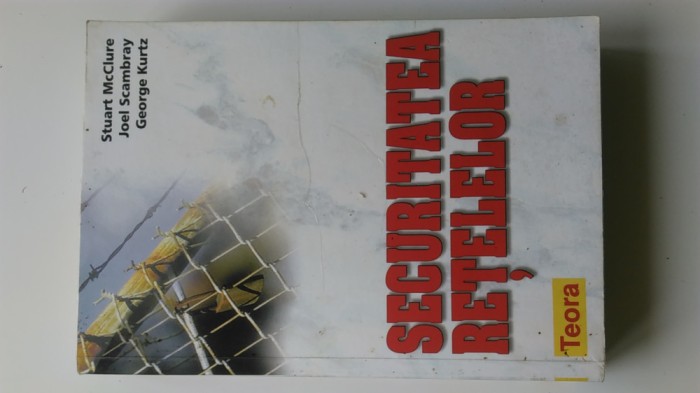 Stuart McClure
Joel Scambray
George Kurtz
SECURITATEA
REȚELELOR
Teora